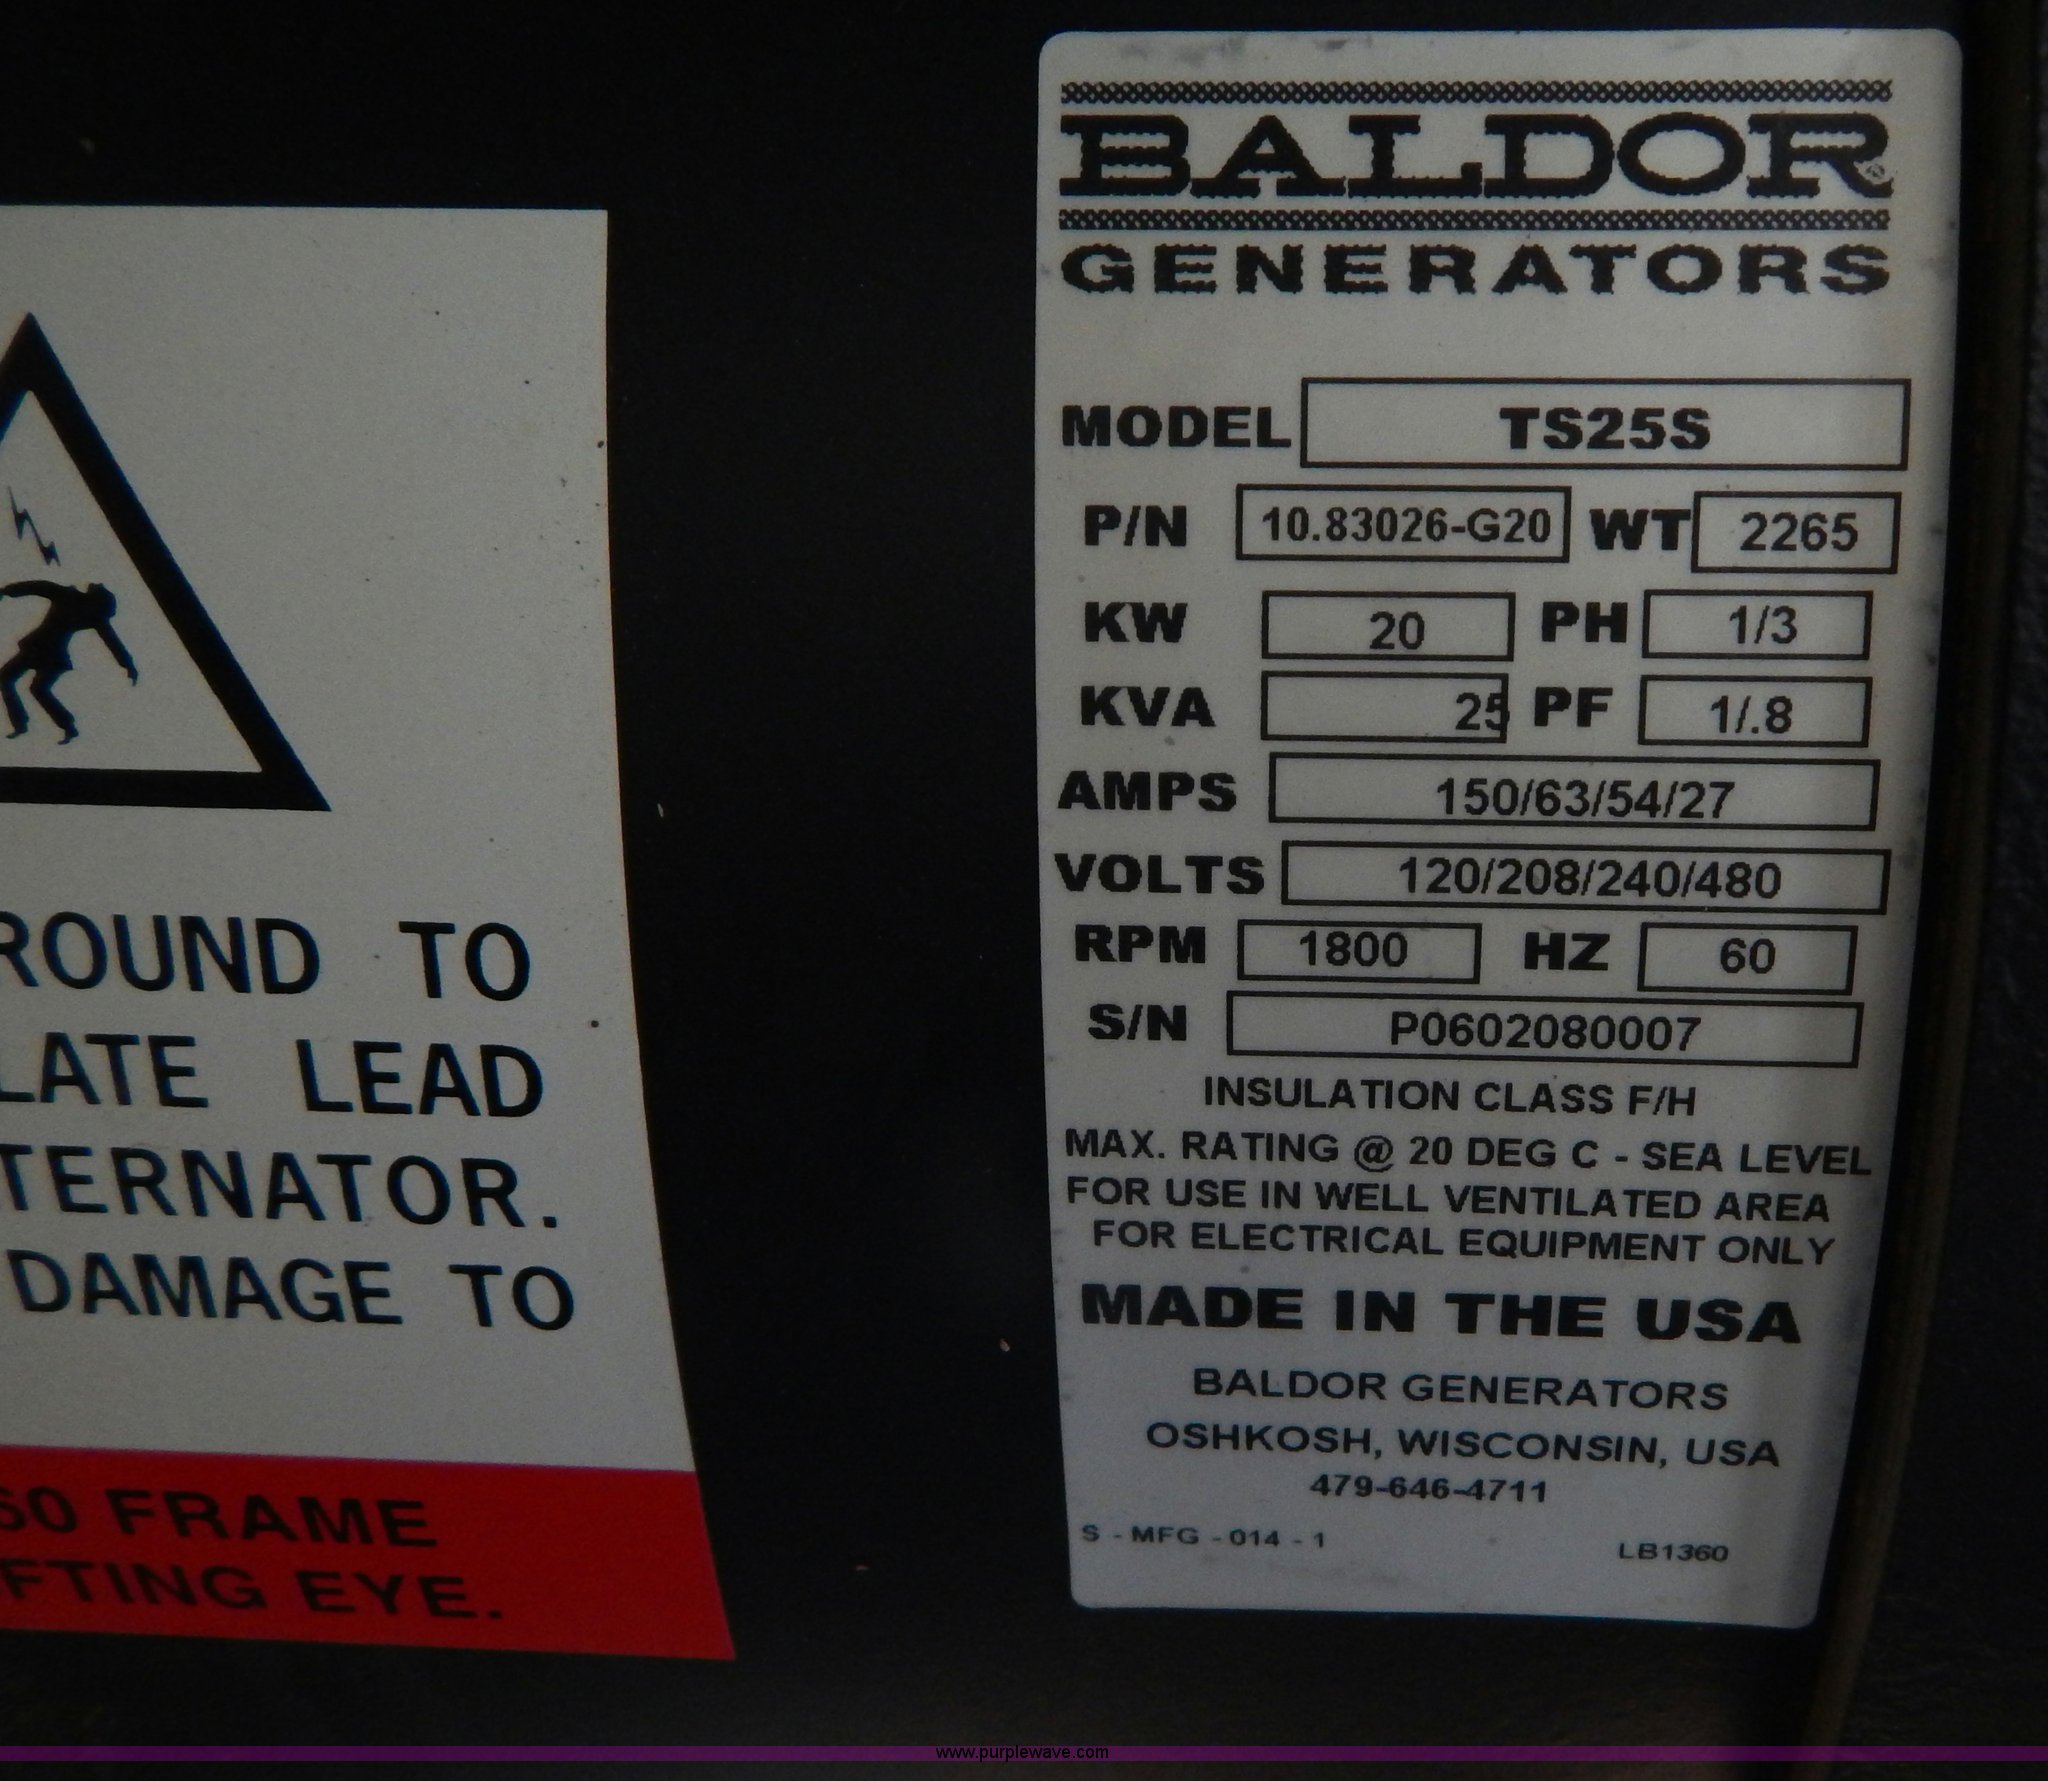 ROUND TO
LATE LEAD
TERNATOR.
DAMAGE TO
60 FRAME
FTING EYE.
BALDOR®
GENERATORS
MODEL TS25S
P/N 10.83026-G20 WT 2265
KW 20 PH 1/3
KVA 25 PF 1/.8
AMPS 150/63/54/27
VOLTS 120/208/240/480
RPM 1800 HZ 60
S/N P0602080007
INSULATION CLASS F/H
MAX. RATING @ 20 DEG C - SEA LEVEL
FOR USE IN WELL VENTILATED AREA
FOR ELECTRICAL EQUIPMENT ONLY
MADE IN THE USA
BALDOR GENERATORS
OSHKOSH, WISCONSIN, USA
479-646-4711
S - MFG - 014 - 1 LB1360
www.purplewave.com